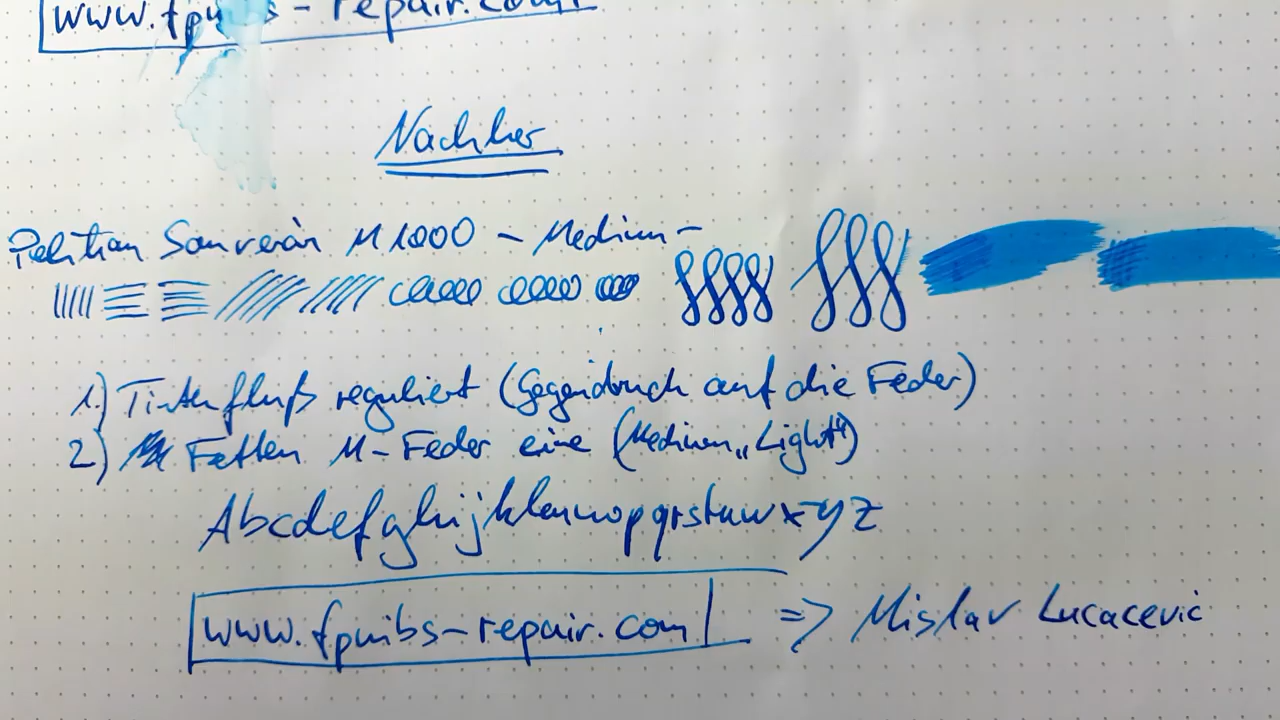 www.fpnibs-repair.com
Nachher
Pelikan Souverän M1000 - Medium -
1.) Tintenfluß reguliert (Gegendruck auf die Feder)
2.) Fetten M-Feder eine (Medium „Light")
Abcdefghijklmnopqrstuvwxyz
www.fpnibs-repair.com => Mislav Lucacevic